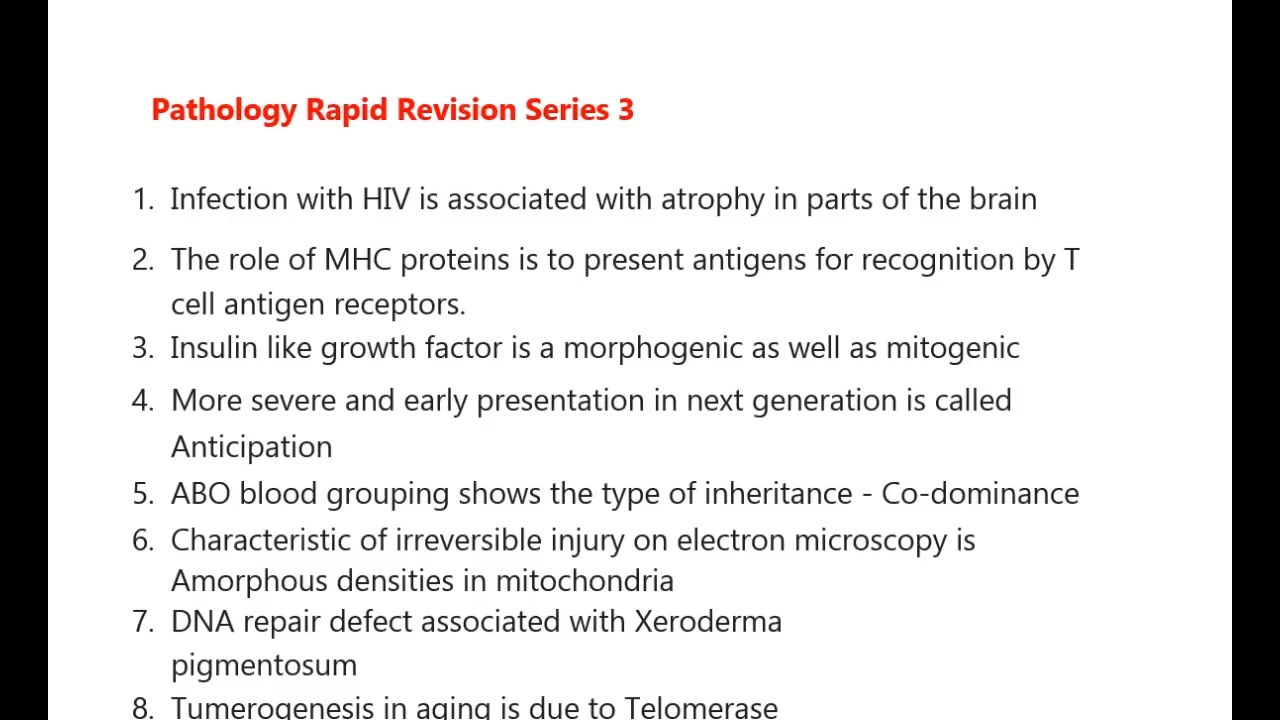 Pathology Rapid Revision Series 3
1. Infection with HIV is associated with atrophy in parts of the brain
2. The role of MHC proteins is to present antigens for recognition by T
cell antigen receptors.
3. Insulin like growth factor is a morphogenic as well as mitogenic
4. More severe and early presentation in next generation is called
Anticipation
5. ABO blood grouping shows the type of inheritance - Co-dominance
6. Characteristic of irreversible injury on electron microscopy is
Amorphous densities in mitochondria
7. DNA repair defect associated with Xeroderma
pigmentosum
8. Tumerogenesis in aging is due to Telomerase